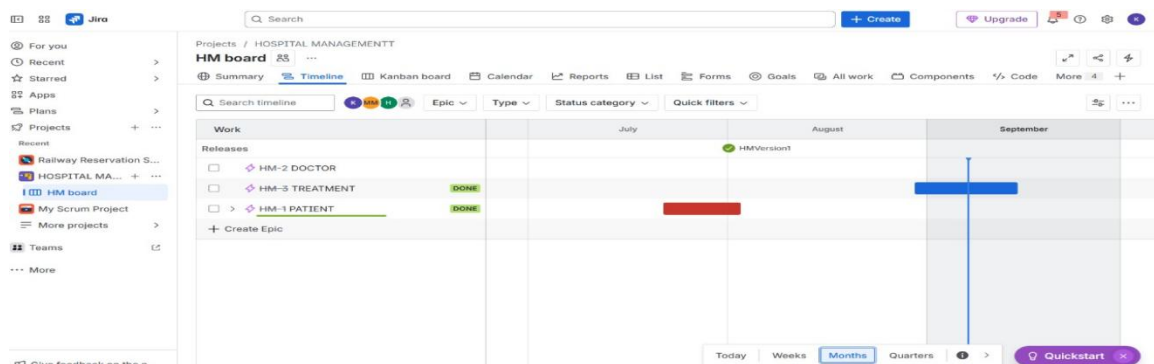 Jira
Search
+ Create
Upgrade
5
K
For you
Recent
Starred
Apps
Plans
Projects
Recent
Railway Reservation S...
HOSPITAL MA...
HM board
My Scrum Project
More projects
Teams
More
Projects / HOSPITAL MANAGEMENTT
HM board
Summary Timeline Kanban board Calendar Reports List Forms Goals All work Components Code More 4 +
Search timeline K MM H Epic Type Status category Quick filters
Work July August September
Releases HMVersion1
HM-2 DOCTOR
HM-3 TREATMENT DONE
HM-1 PATIENT DONE
+ Create Epic
Today Weeks Months Quarters
Quickstart